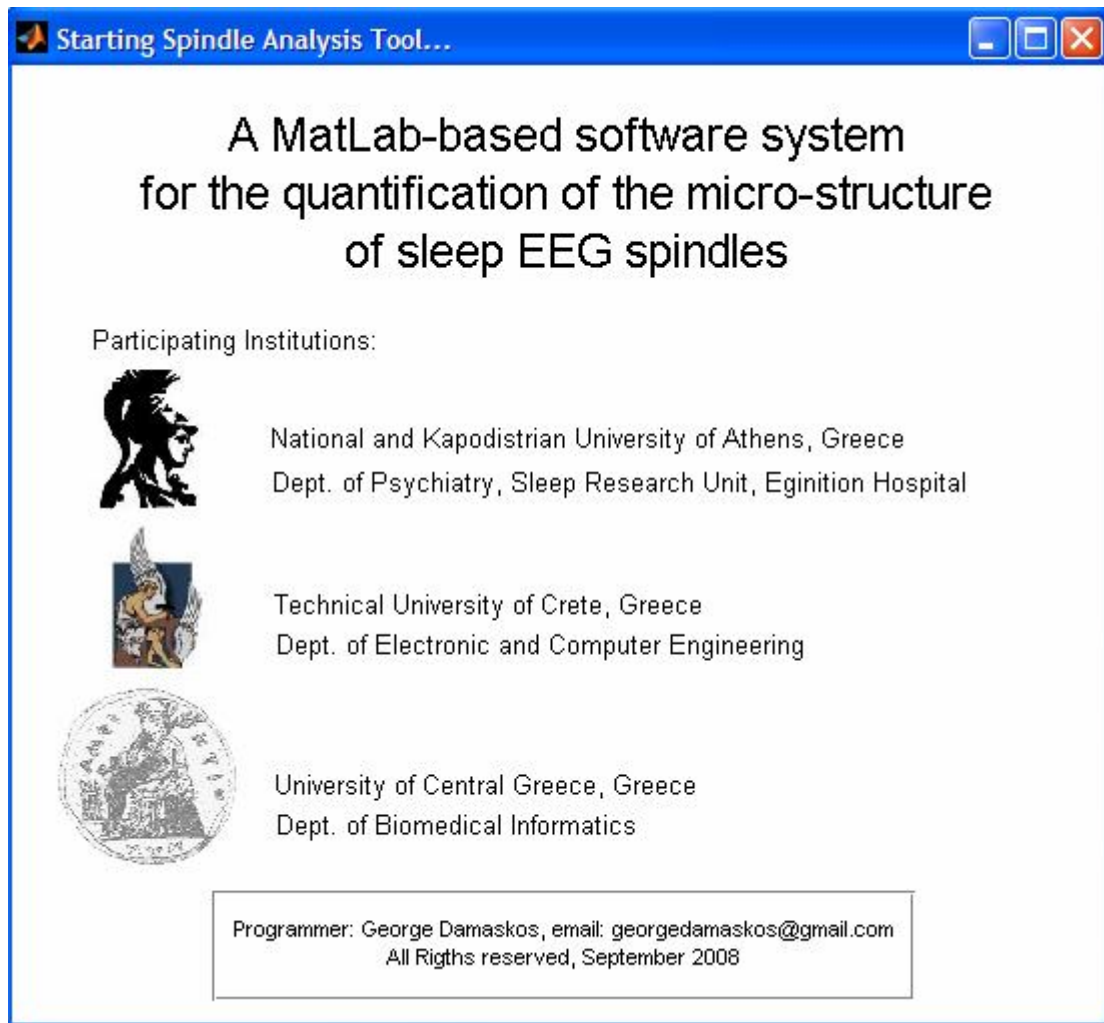 Starting Spindle Analysis Tool...
A MatLab-based software system
for the quantification of the micro-structure
of sleep EEG spindles
Participating Institutions:
National and Kapodistrian University of Athens, Greece
Dept. of Psychiatry, Sleep Research Unit, Eginition Hospital
Technical University of Crete, Greece
Dept. of Electronic and Computer Engineering
University of Central Greece, Greece
Dept. of Biomedical Informatics
Programmer: George Damaskos, email: georgedamaskos@gmail.com
All Rigths reserved, September 2008